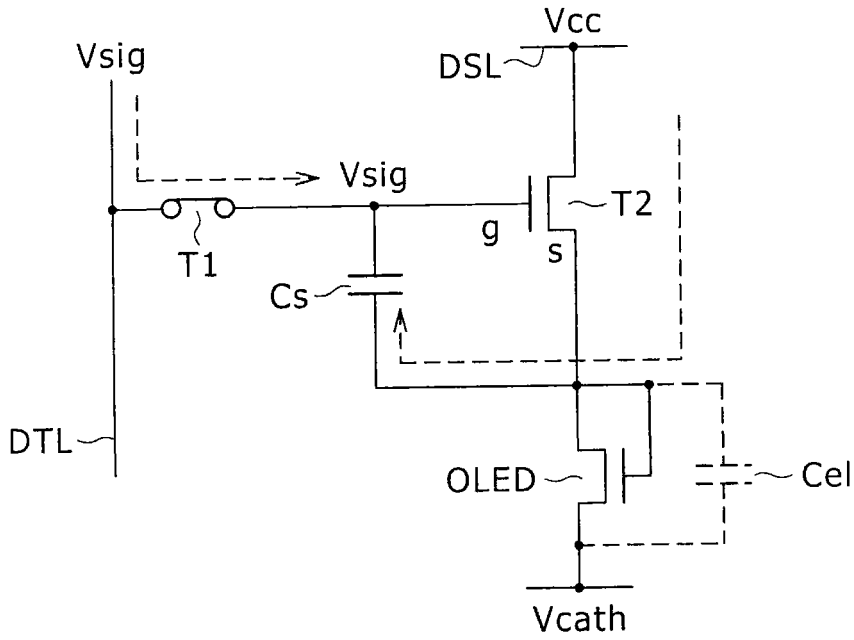 Vcc
Vsig
DSL
Vsig
T2
g
T1
s
Cs
DTL
OLED
Cel
Vcath